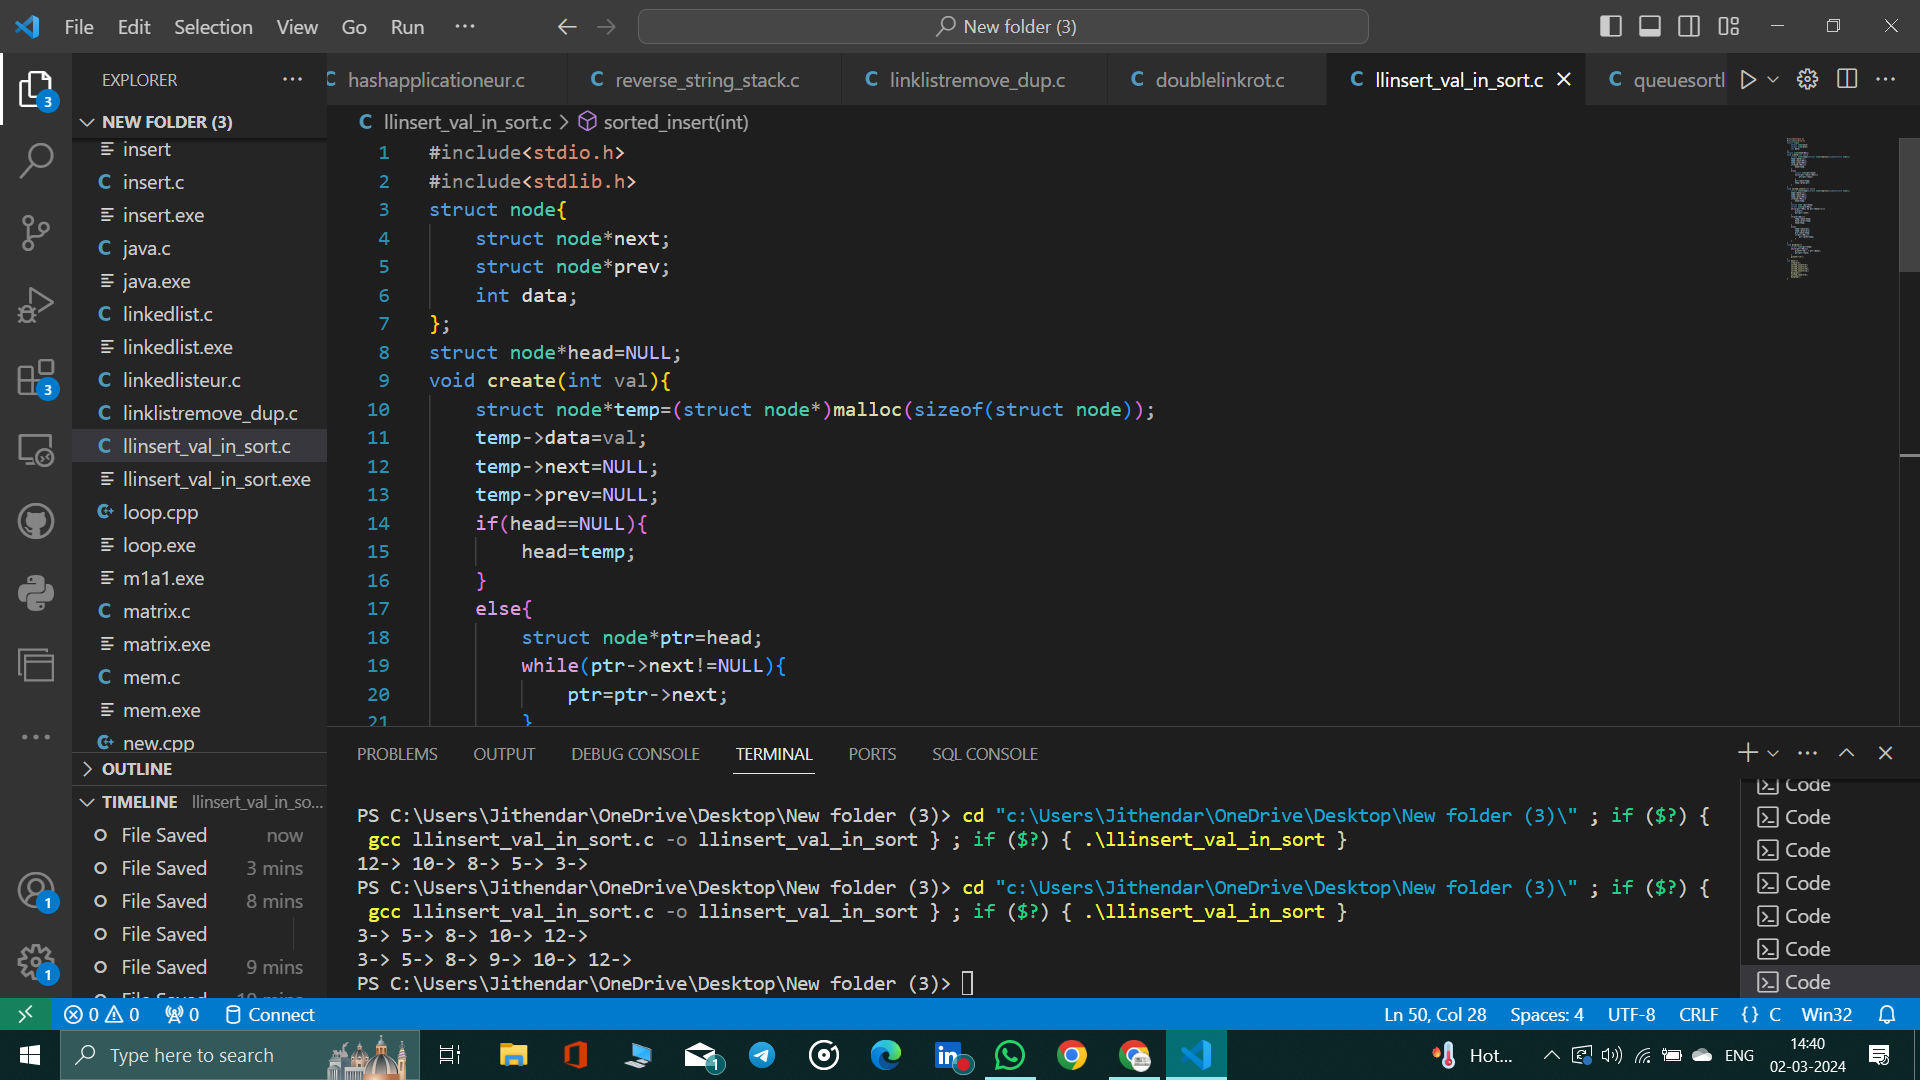 File Edit Selection View Go Run ··· New folder (3)
EXPLORER ···
hashapplicationeur.c reverse_string_stack.c linklistremove_dup.c doublelinkrot.c llinsert_val_in_sort.c queuesortl
NEW FOLDER (3)
insert
insert.c
insert.exe
java.c
java.exe
linkedlist.c
linkedlist.exe
linkedlisteur.c
linklistremove_dup.c
llinsert_val_in_sort.c
llinsert_val_in_sort.exe
loop.cpp
loop.exe
m1a1.exe
matrix.c
matrix.exe
mem.c
mem.exe
new.cpp
OUTLINE
TIMELINE llinsert_val_in_so...
File Saved now
File Saved 3 mins
File Saved 8 mins
File Saved
File Saved 9 mins
File Saved 10 mins
3
3
1
1
llinsert_val_in_sort.c > sorted_insert(int)
1 #include<stdio.h>
2 #include<stdlib.h>
3 struct node{
4 struct node*next;
5 struct node*prev;
6 int data;
7 };
8 struct node*head=NULL;
9 void create(int val){
10 struct node*temp=(struct node*)malloc(sizeof(struct node));
11 temp->data=val;
12 temp->next=NULL;
13 temp->prev=NULL;
14 if(head==NULL){
15 head=temp;
16 }
17 else{
18 struct node*ptr=head;
19 while(ptr->next!=NULL){
20 ptr=ptr->next;
21 }
PROBLEMS OUTPUT DEBUG CONSOLE TERMINAL PORTS SQL CONSOLE
PS C:\Users\Jithendar\OneDrive\Desktop\New folder (3)> cd "c:\Users\Jithendar\OneDrive\Desktop\New folder (3)\" ; if ($?) {
gcc llinsert_val_in_sort.c -o llinsert_val_in_sort } ; if ($?) { .\llinsert_val_in_sort }
12-> 10-> 8-> 5-> 3->
PS C:\Users\Jithendar\OneDrive\Desktop\New folder (3)> cd "c:\Users\Jithendar\OneDrive\Desktop\New folder (3)\" ; if ($?) {
gcc llinsert_val_in_sort.c -o llinsert_val_in_sort } ; if ($?) { .\llinsert_val_in_sort }
3-> 5-> 8-> 10-> 12->
3-> 5-> 8-> 9-> 10-> 12->
PS C:\Users\Jithendar\OneDrive\Desktop\New folder (3)>
Code
Code
Code
Code
Code
Code
Code
0 0 0 Connect Ln 50, Col 28 Spaces: 4 UTF-8 CRLF {} C Win32
Type here to search 1 Hot... ENG 14:40
02-03-2024